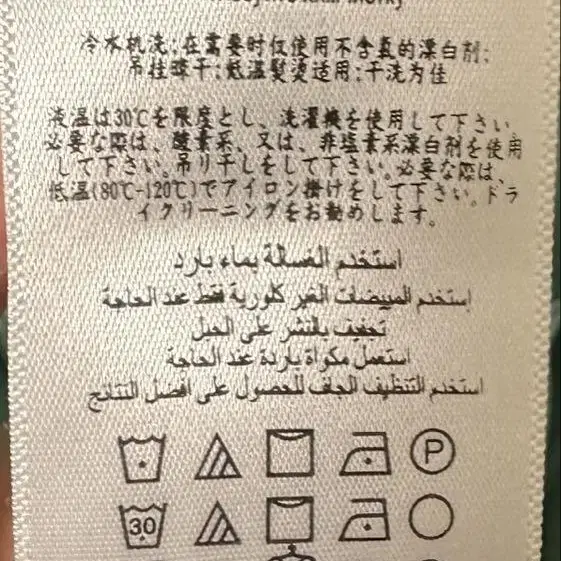 冷水机洗:在需要时仅使用不含氯的漂白剂;
吊挂晾干;低温熨烫适用;干洗为佳
液温は30℃を限度とし、洗濯機を使用して下さい
必要な際は、酸素系、又は、非塩素系漂白剤を使用
して下さい。吊り干しをして下さい。必要な際は、
低温(80℃-120℃)でアイロン掛けをして下さい。ドラ
イクリーニングをお勧めします。
استخدم الغسالة بماء بارد
إستخدم المبيضات الغير كلورية فقط عند الحاجة
تجفيف بالنشر على الحبل
استعمل مكواة باردة عند الحاجة
استخدم التنظيف الجاف للحصول على افضل النتائج
P
30